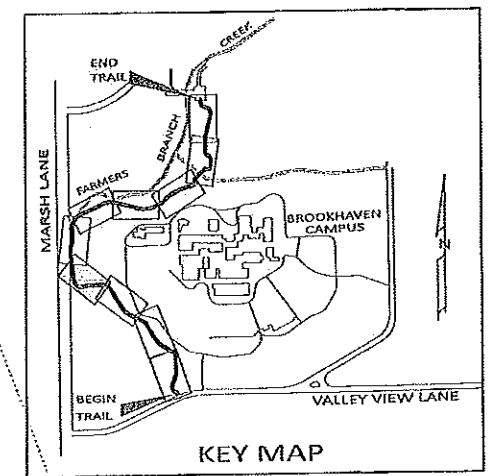 CREEK
END
TRAIL
BRANCH
FARMERS
MARSH LANE
BROOKHAVEN
CAMPUS
N
BEGIN
TRAIL
VALLEY VIEW LANE
KEY MAP